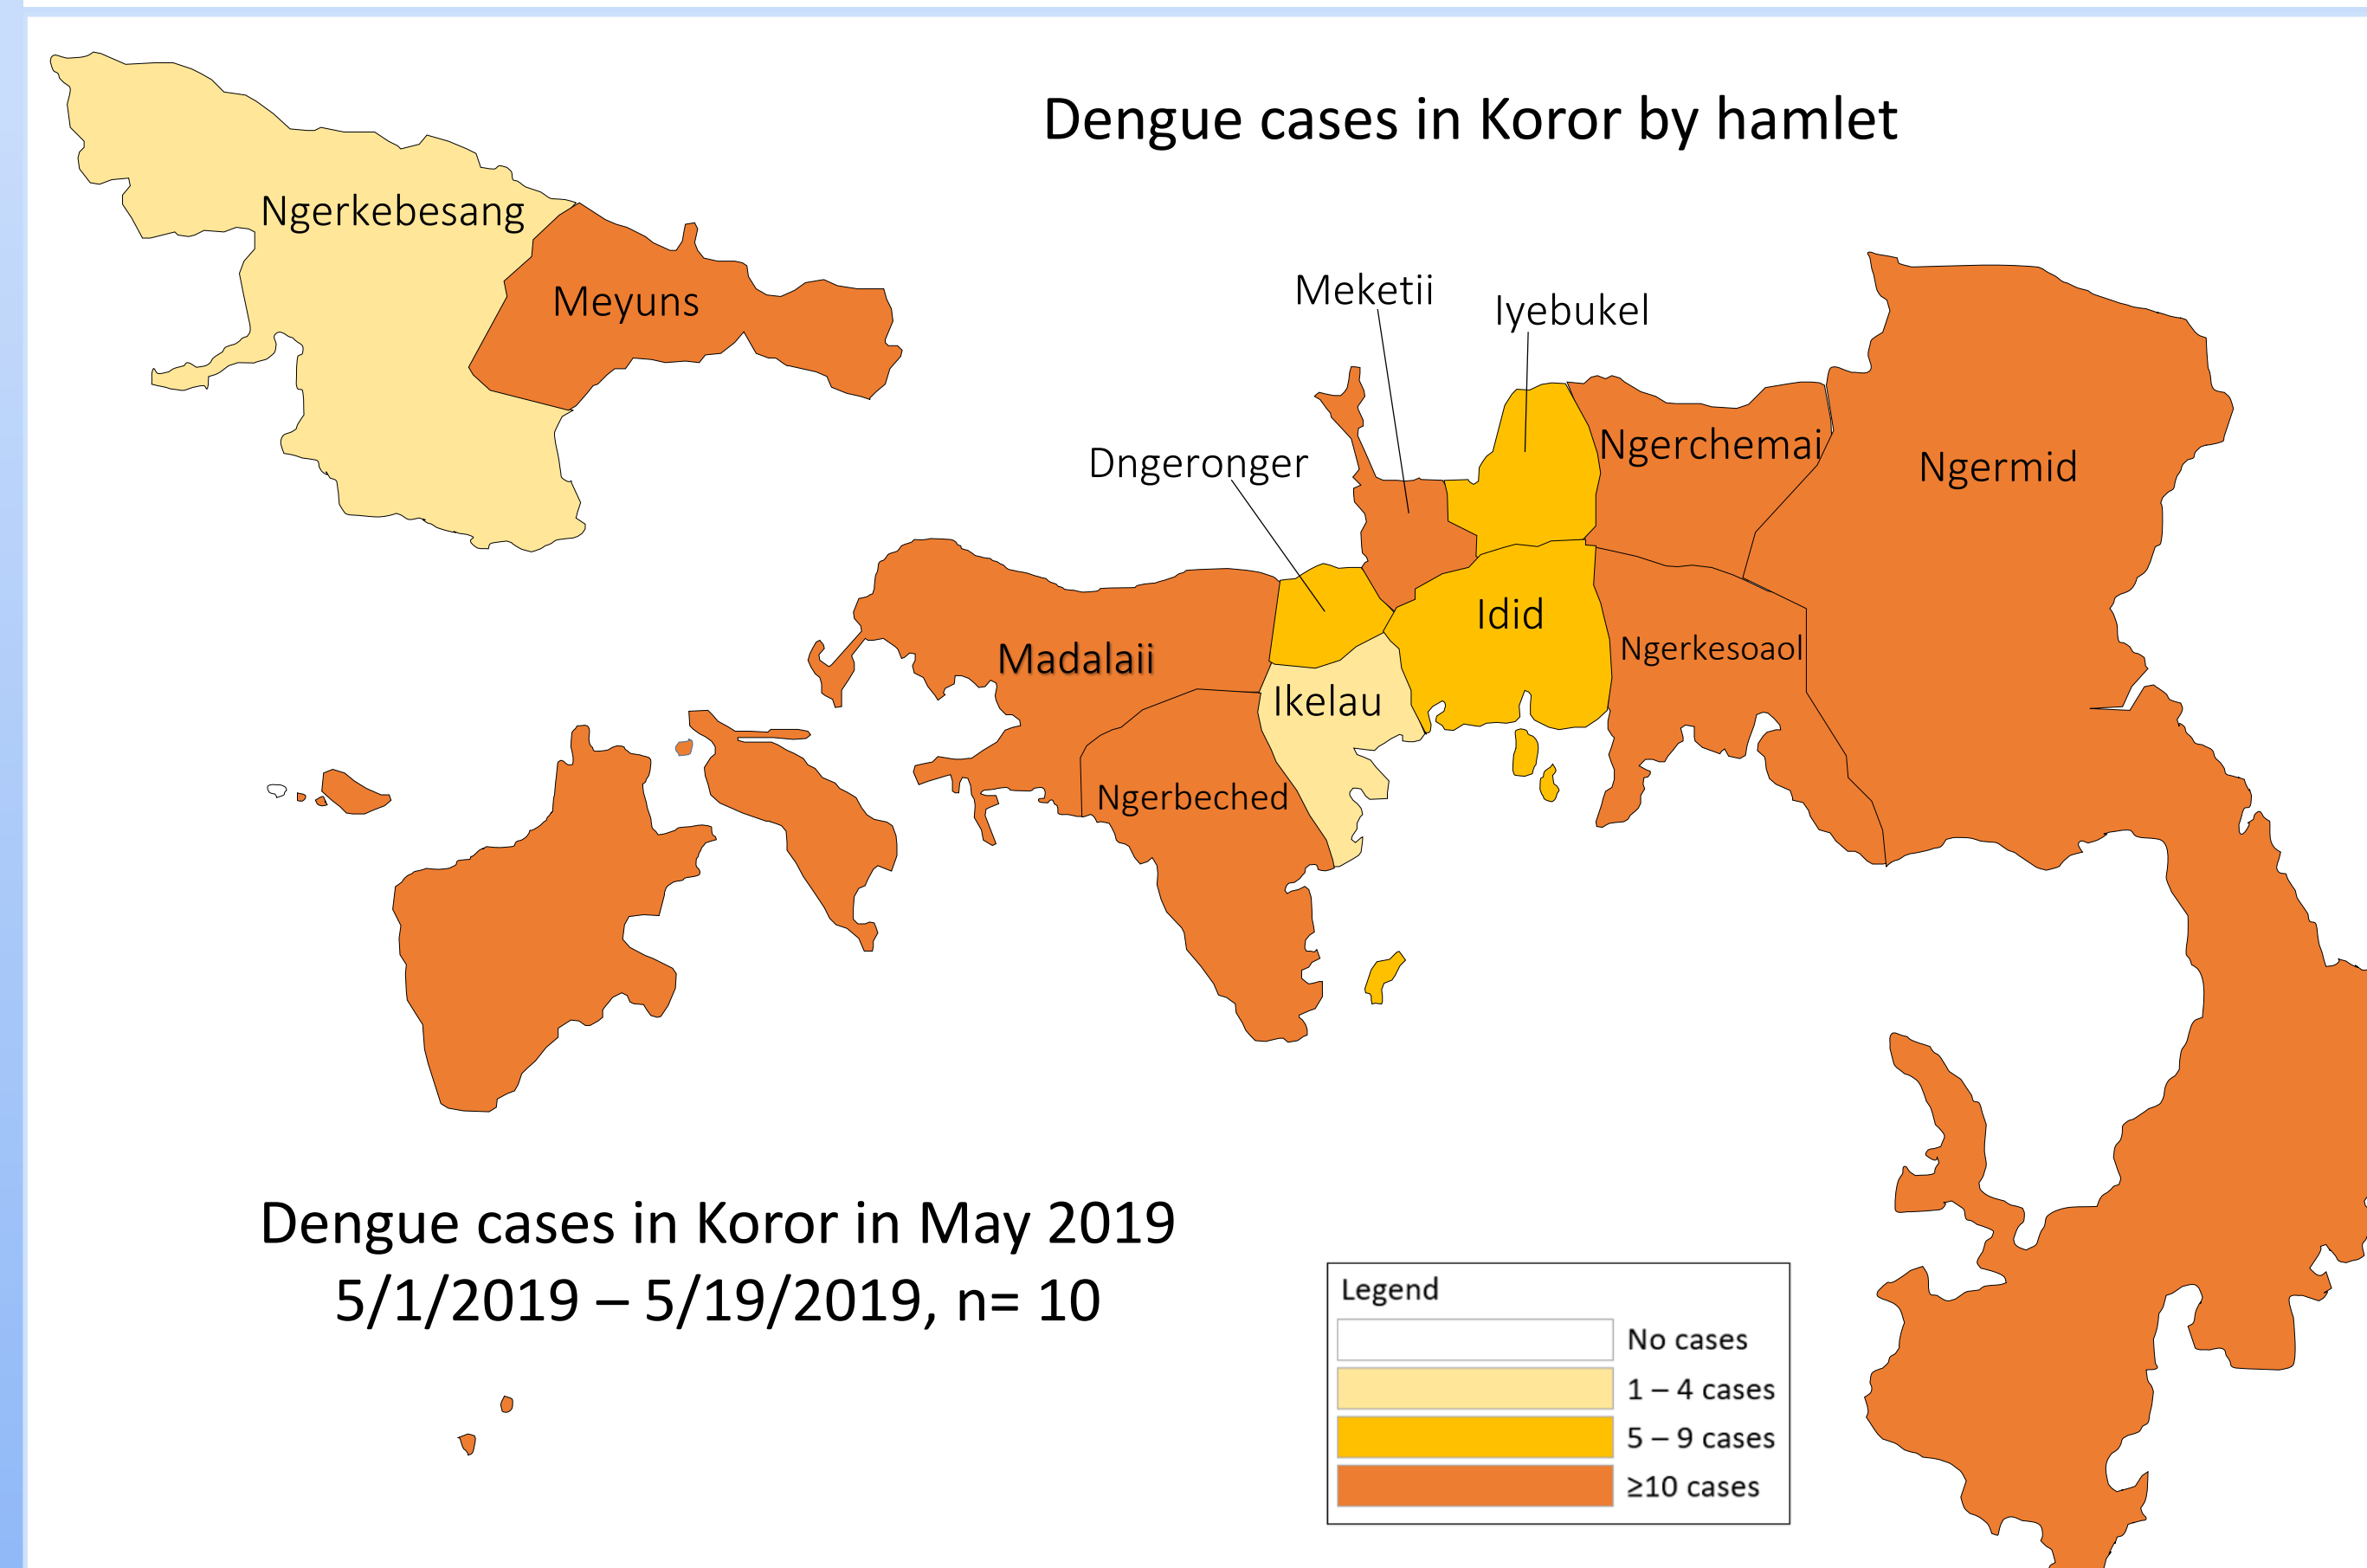 Dengue cases in Koror by hamlet
Ngerkebesang
Meyuns
Meketii
Iyebukel
Dngeronger
Ngerchemai
Ngermid
Idid
Madalaii
Ngerkesoaol
Ikelau
Ngerbeched
Dengue cases in Koror in May 2019
5/1/2019 – 5/19/2019, n= 10
Legend
No cases
1 – 4 cases
5 – 9 cases
≥10 cases